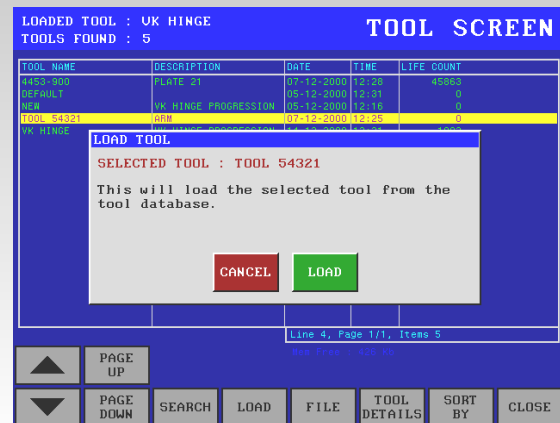 LOADED TOOL : VK HINGE
TOOLS FOUND : 5
TOOL SCREEN
TOOL NAME DESCRIPTION DATE TIME LIFE COUNT
4453-900 PLATE 21 07-12-2000 12:28 45863
DEFAULT 05-12-2000 12:31 0
NEW VK HINGE PROGRESSION 05-12-2000 12:16 0
TOOL 54321 ARM 07-12-2000 12:25 0
VK HINGE VK HINGE PROGRESSION
LOAD TOOL
SELECTED TOOL : TOOL 54321
This will load the selected tool from the
tool database.
CANCEL LOAD
Line 4, Page 1/1, Items 5
PAGE
UP
PAGE
DOWN
SEARCH
LOAD
FILE
TOOL
DETAILS
SORT
BY
CLOSE